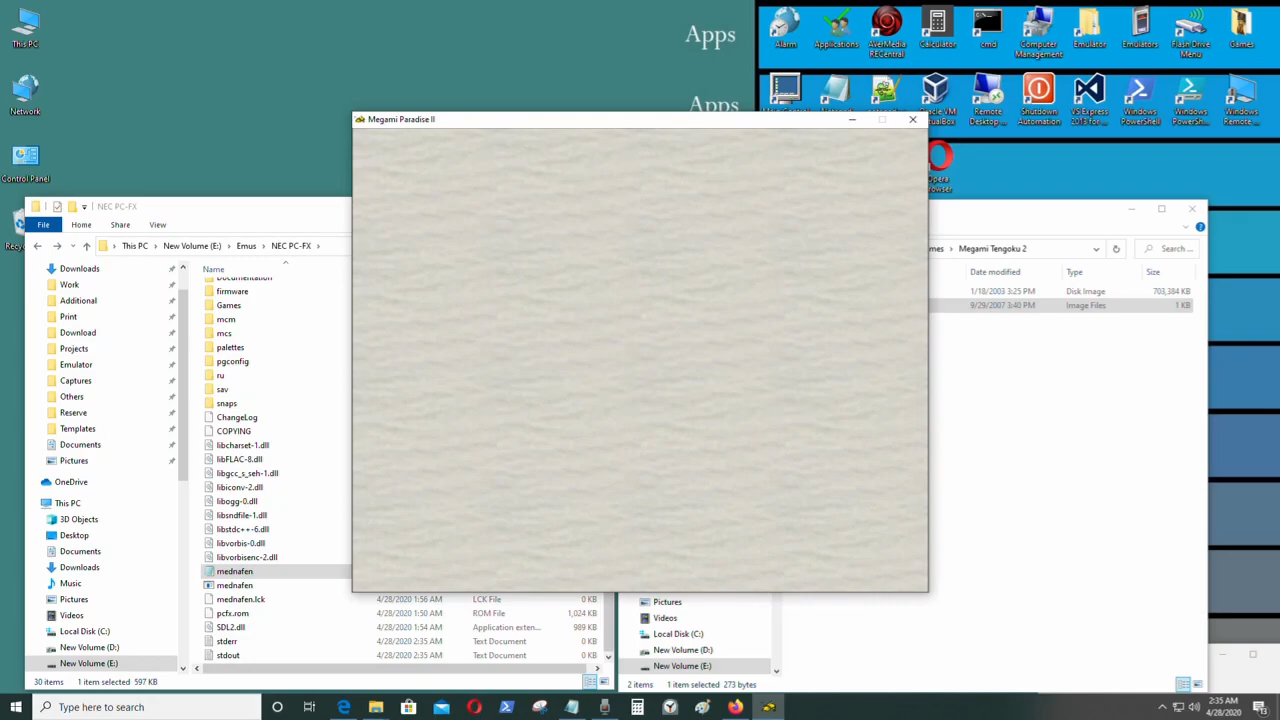 This PC
Network
Control Panel
Apps
Apps
Alarm
Applications
AVerMedia
RECentral
Calculator
cmd
Computer
Management
Emulator
Emulators
Flash Drive
Menu
Games
Remote
Desktop ...
Shutdown
Automation
VS Express
2013 for ...
Windows
PowerShell
Windows
PowerSh...
Windows
Remote ...
Opera
Browser
Megami Paradise II
NEC PC-FX
File
Home
Share
View
This PC
New Volume (E:)
Emus
NEC PC-FX
Downloads
Work
Additional
Print
Download
Projects
Emulator
Captures
Others
Reserve
Templates
Documents
Pictures
OneDrive
This PC
3D Objects
Desktop
Documents
Downloads
Music
Pictures
Videos
Local Disk (C:)
New Volume (D:)
New Volume (E:)
Name
Documentation
firmware
Games
mcm
mcs
palettes
pgconfig
ru
sav
snaps
ChangeLog
COPYING
libcharset-1.dll
libFLAC-8.dll
libgcc_s_seh-1.dll
libiconv-2.dll
libogg-0.dll
libsndfile-1.dll
libstdc++-6.dll
libvorbis-0.dll
libvorbisenc-2.dll
mednafen
mednafen
mednafen.lck 4/28/2020 1:56 AM LCK File 0 KB
pcfx.rom 4/28/2020 1:50 AM ROM File 1,024 KB
SDL2.dll 4/28/2020 1:54 AM Application exten... 989 KB
stderr 4/28/2020 2:35 AM Text Document 0 KB
stdout 4/28/2020 2:35 AM Text Document 0 KB
30 items 1 item selected 597 KB
Megami Tengoku 2
Search ...
Date modified Type Size
1/18/2003 3:25 PM Disk Image 703,384 KB
9/29/2007 3:40 PM Image Files 1 KB
Pictures
Videos
Local Disk (C:)
New Volume (D:)
New Volume (E:)
2 items 1 item selected 273 bytes
Type here to search
2:35 AM
4/28/2020
13